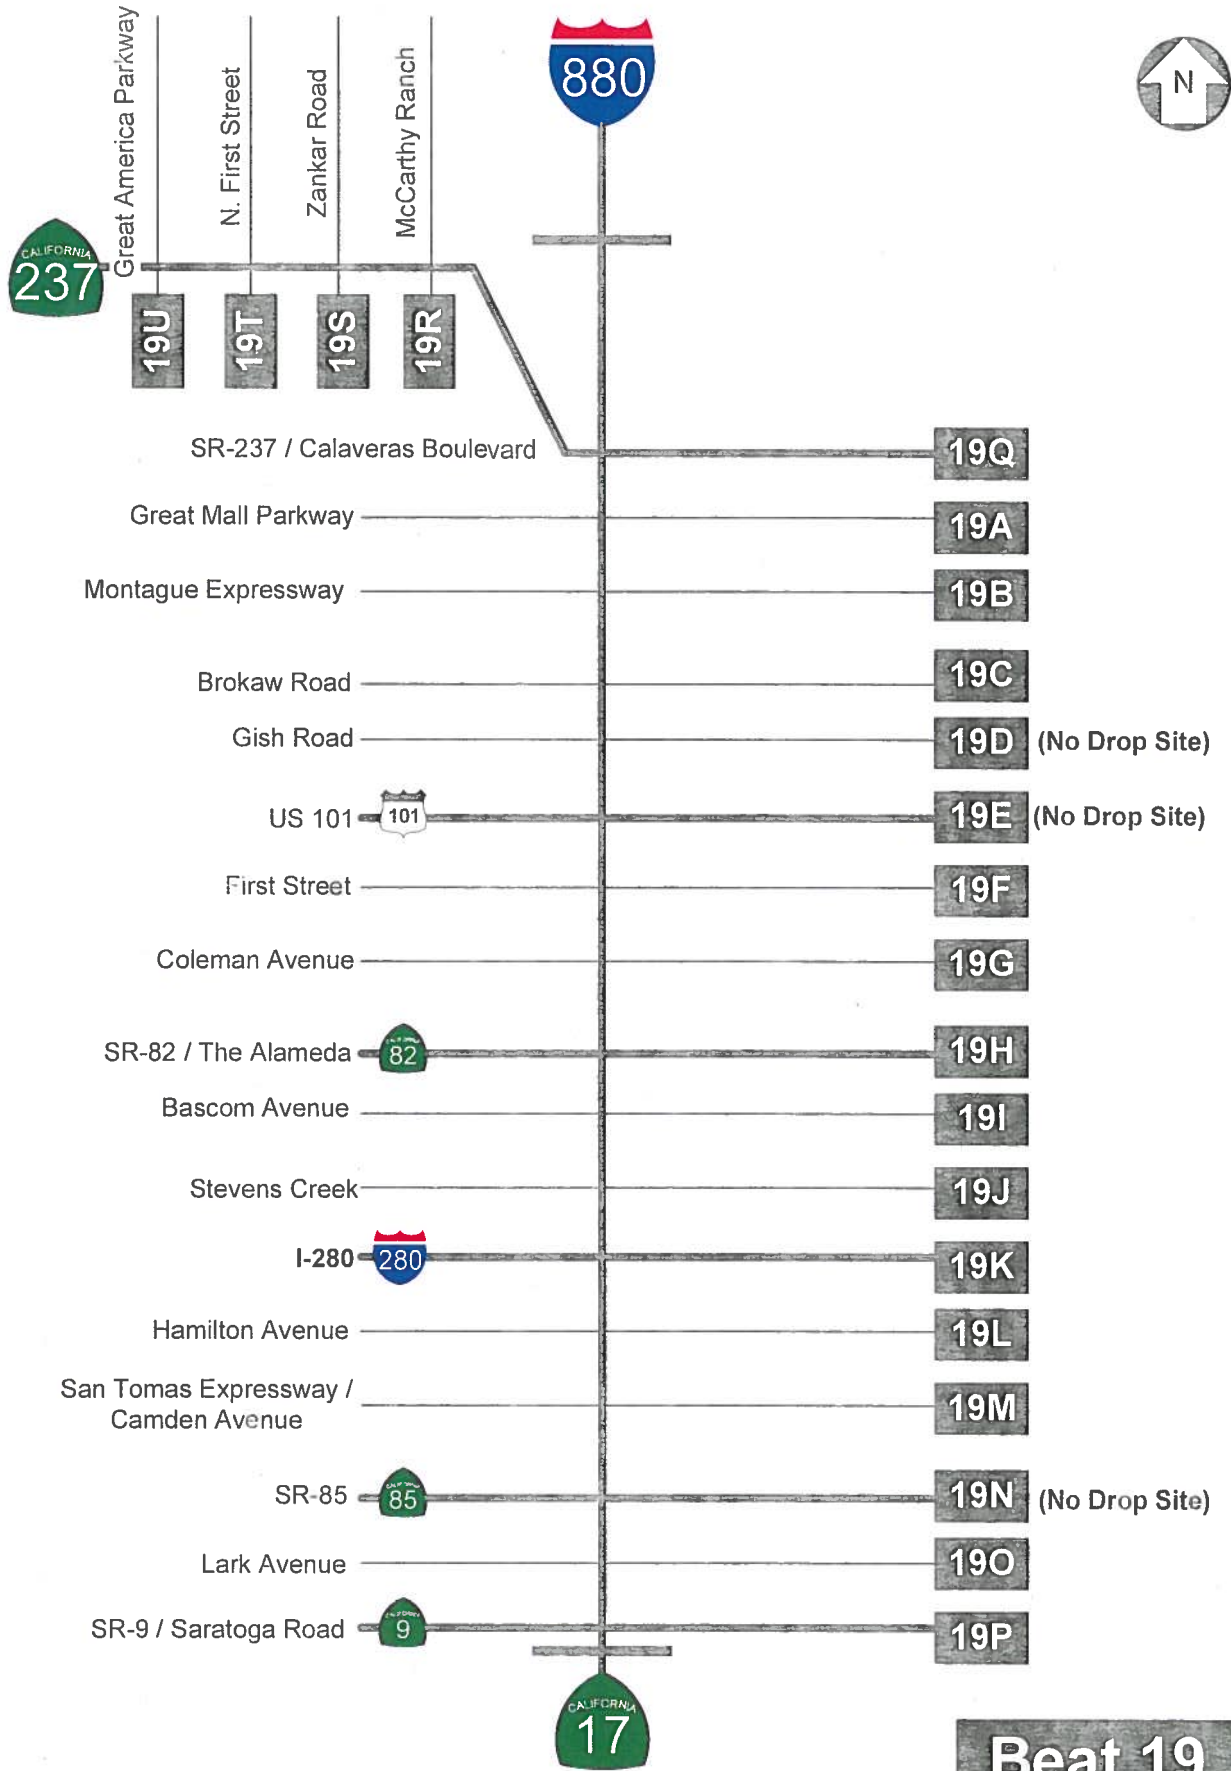 Great America Parkway
N. First Street
Zankar Road
McCarthy Ranch
880
N
CALIFORNIA
237
19U
19T
19S
19R
SR-237 / Calaveras Boulevard
19Q
Great Mall Parkway
19A
Montague Expressway
19B
Brokaw Road
19C
Gish Road
19D (No Drop Site)
US 101
101
19E (No Drop Site)
First Street
19F
Coleman Avenue
19G
SR-82 / The Alameda
82
19H
Bascom Avenue
19I
Stevens Creek
19J
I-280
280
19K
Hamilton Avenue
19L
San Tomas Expressway /
Camden Avenue
19M
SR-85
85
19N (No Drop Site)
Lark Avenue
19O
SR-9 / Saratoga Road
9
19P
CALIFORNIA
17
Beat 19